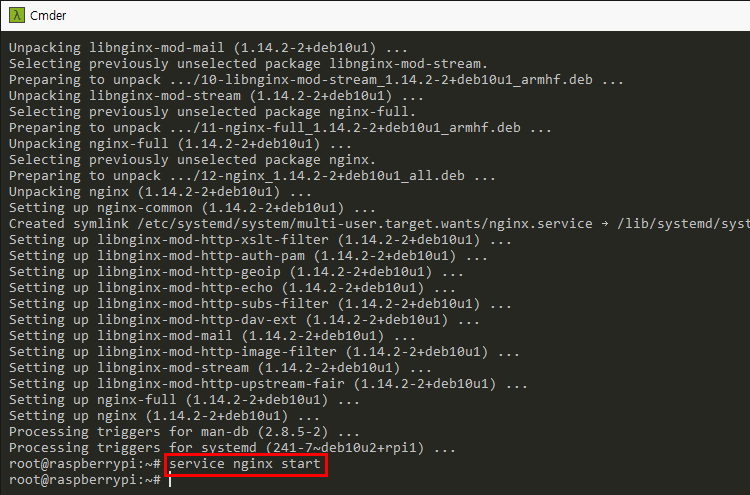 Cmder
Unpacking libnginx-mod-mail (1.14.2-2+deb10u1) ...
Selecting previously unselected package libnginx-mod-stream.
Preparing to unpack .../10-libnginx-mod-stream_1.14.2-2+deb10u1_armhf.deb ...
Unpacking libnginx-mod-stream (1.14.2-2+deb10u1) ...
Selecting previously unselected package nginx-full.
Preparing to unpack .../11-nginx-full_1.14.2-2+deb10u1_armhf.deb ...
Unpacking nginx-full (1.14.2-2+deb10u1) ...
Selecting previously unselected package nginx.
Preparing to unpack .../12-nginx_1.14.2-2+deb10u1_all.deb ...
Unpacking nginx (1.14.2-2+deb10u1) ...
Setting up nginx-common (1.14.2-2+deb10u1) ...
Created symlink /etc/systemd/system/multi-user.target.wants/nginx.service → /lib/systemd/syst
Setting up libnginx-mod-http-xslt-filter (1.14.2-2+deb10u1) ...
Setting up libnginx-mod-http-auth-pam (1.14.2-2+deb10u1) ...
Setting up libnginx-mod-http-geoip (1.14.2-2+deb10u1) ...
Setting up libnginx-mod-http-echo (1.14.2-2+deb10u1) ...
Setting up libnginx-mod-http-subs-filter (1.14.2-2+deb10u1) ...
Setting up libnginx-mod-http-dav-ext (1.14.2-2+deb10u1) ...
Setting up libnginx-mod-mail (1.14.2-2+deb10u1) ...
Setting up libnginx-mod-http-image-filter (1.14.2-2+deb10u1) ...
Setting up libnginx-mod-stream (1.14.2-2+deb10u1) ...
Setting up libnginx-mod-http-upstream-fair (1.14.2-2+deb10u1) ...
Setting up nginx-full (1.14.2-2+deb10u1) ...
Setting up nginx (1.14.2-2+deb10u1) ...
Processing triggers for man-db (2.8.5-2) ...
Processing triggers for systemd (241-7~deb10u2+rpi1) ...
root@raspberrypi:~# service nginx start
root@raspberrypi:~#